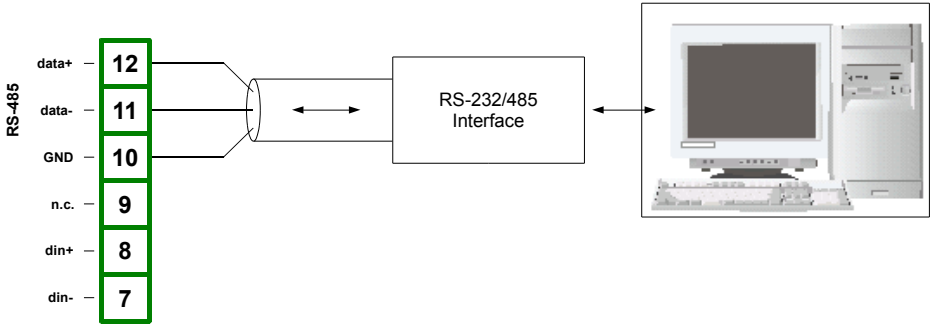 RS-485
data+ 12
data- 11
GND 10
n.c. 9
din+ 8
din- 7
RS-232/485
Interface